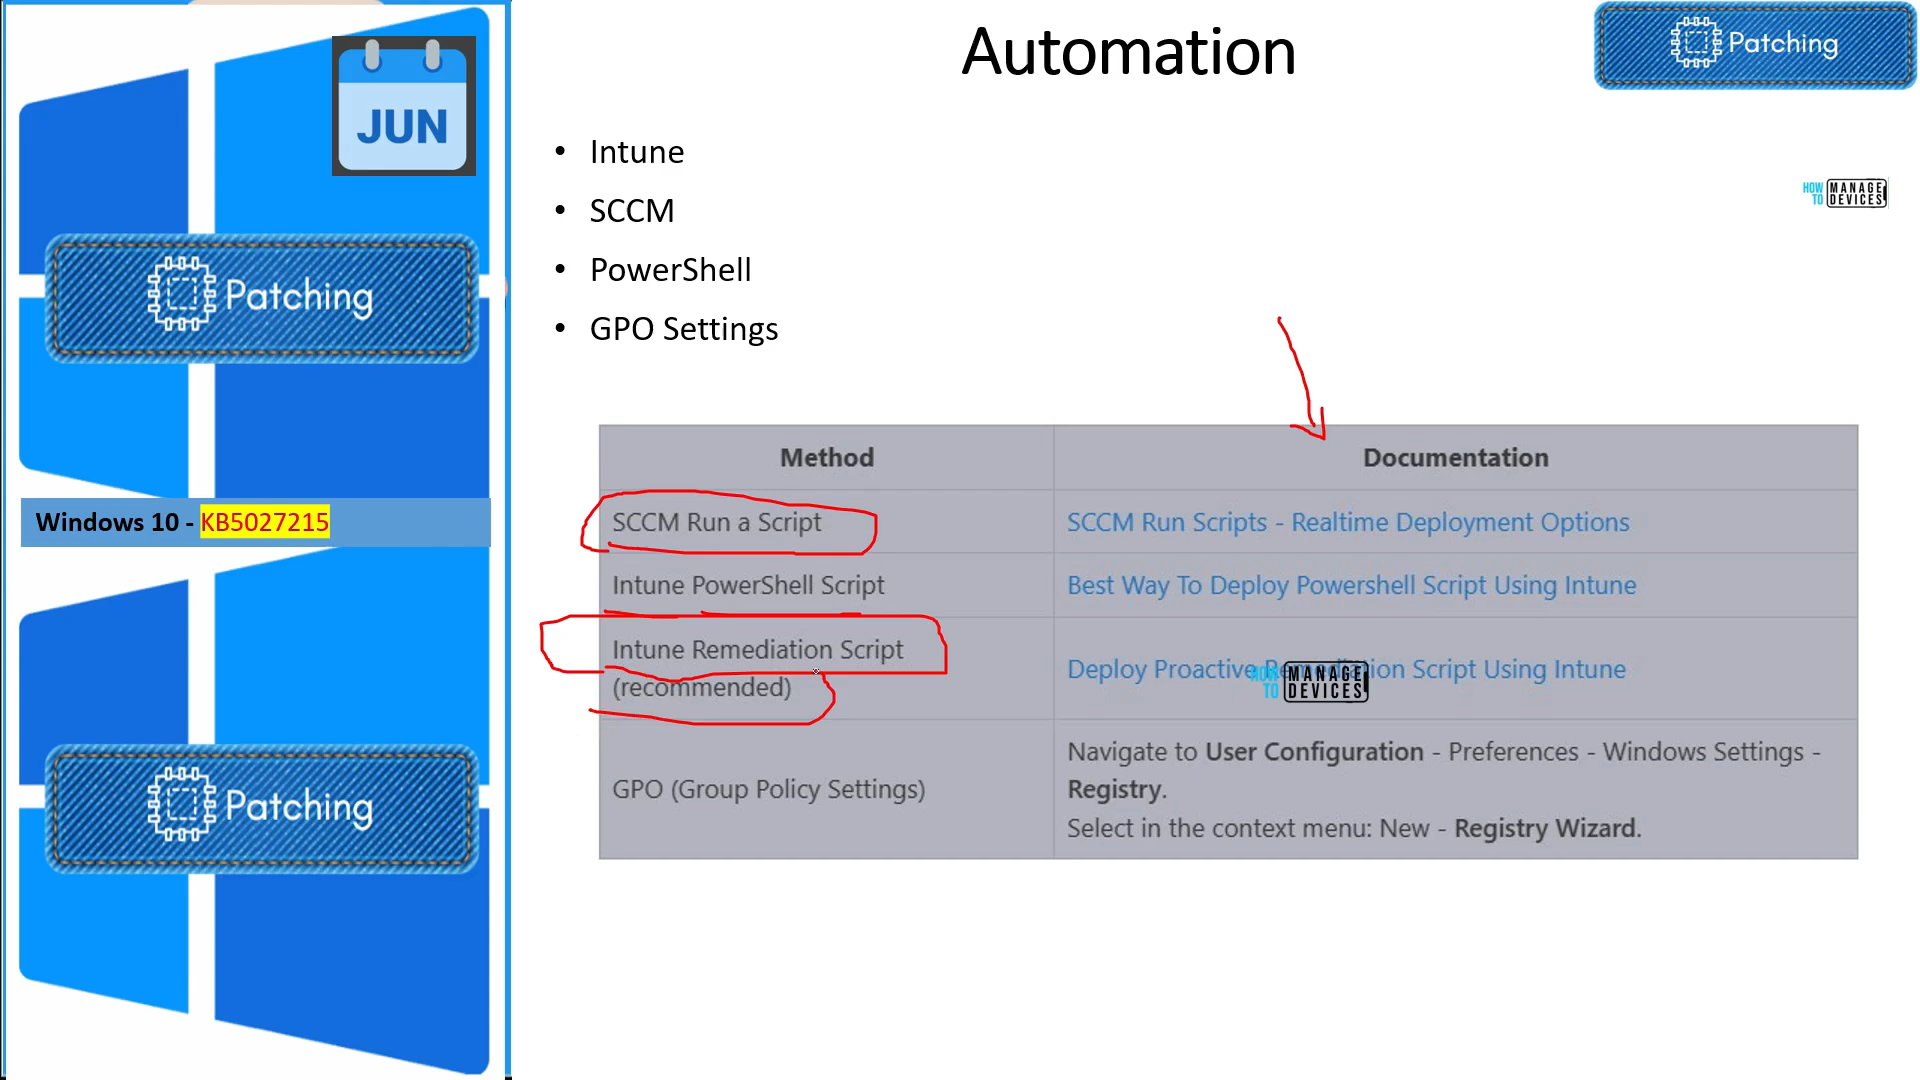 JUN
Patching
Windows 10 - KB5027215
Patching
Automation
Patching
HOW TO MANAGE DEVICES
• Intune
• SCCM
• PowerShell
• GPO Settings
Method Documentation
SCCM Run a Script SCCM Run Scripts - Realtime Deployment Options
Intune PowerShell Script Best Way To Deploy Powershell Script Using Intune
Intune Remediation Script
(recommended)
Deploy Proactive Remediation Script Using Intune
HOW TO MANAGE DEVICES
GPO (Group Policy Settings)
Navigate to User Configuration - Preferences - Windows Settings -
Registry.
Select in the context menu: New - Registry Wizard.